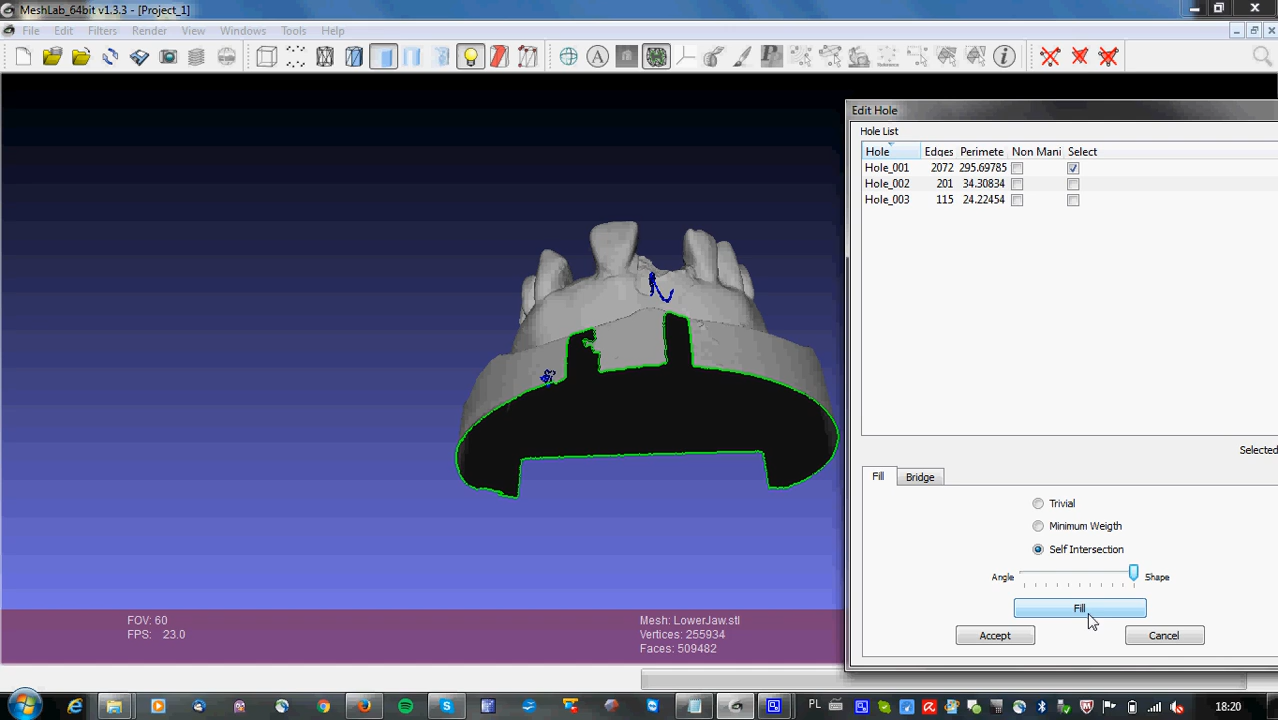 MeshLab_64bit v1.3.3 - [Project_1]
File Edit Filters Render View Windows Tools Help
Edit Hole
Hole List
Hole Edges Perimete Non Mani Select
Hole_001 2072 295.69785
Hole_002 201 34.30834
Hole_003 115 24.22454
Selected
Fill Bridge
Trivial
Minimum Weigth
Self Intersection
Angle Shape
Fill
Accept Cancel
FOV: 60
FPS: 23.0
Mesh: LowerJaw.stl
Vertices: 255934
Faces: 509482
PL 18:20